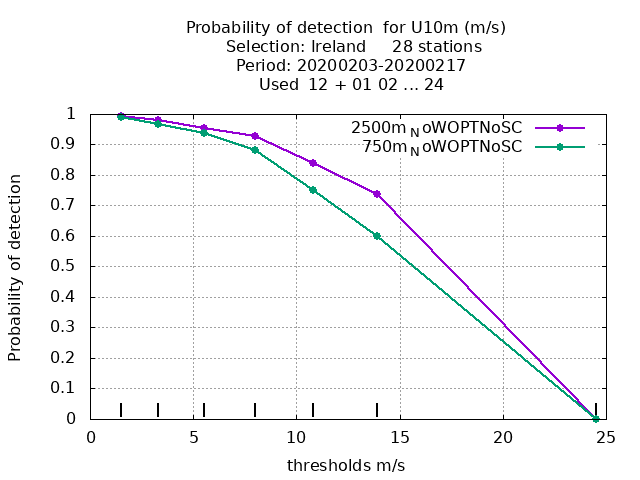 Probability of detection  for U10m (m/s)
Selection: Ireland     28 stations
Period: 20200203-20200217
Used  12 + 01 02 ... 24
2500m_NoWOPTNoSC
750m_NoWOPTNoSC
Probability of detection
1
0.9
0.8
0.7
0.6
0.5
0.4
0.3
0.2
0.1
0
0 5 10 15 20 25
thresholds m/s